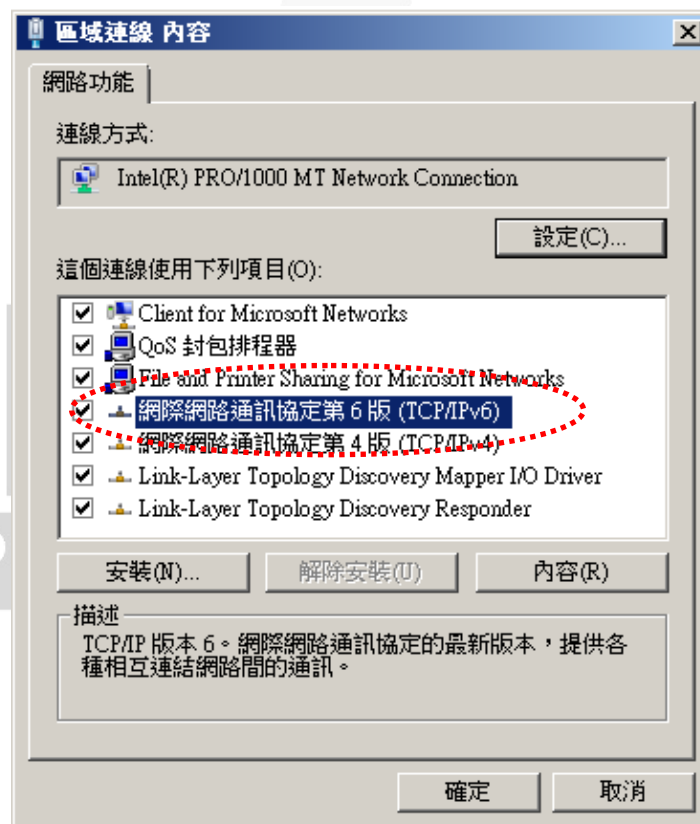 區域連線 內容
網路功能
連線方式:
Intel(R) PRO/1000 MT Network Connection
設定(C)...
這個連線使用下列項目(O):
Client for Microsoft Networks
QoS 封包排程器
File and Printer Sharing for Microsoft Networks
網際網路通訊協定第 6 版 (TCP/IPv6)
網際網路通訊協定第 4 版 (TCP/IPv4)
Link-Layer Topology Discovery Mapper I/O Driver
Link-Layer Topology Discovery Responder
安裝(N)...
解除安裝(U)
內容(R)
描述
TCP/IP 版本 6。網際網路通訊協定的最新版本，提供各
種相互連結網路間的通訊。
確定
取消